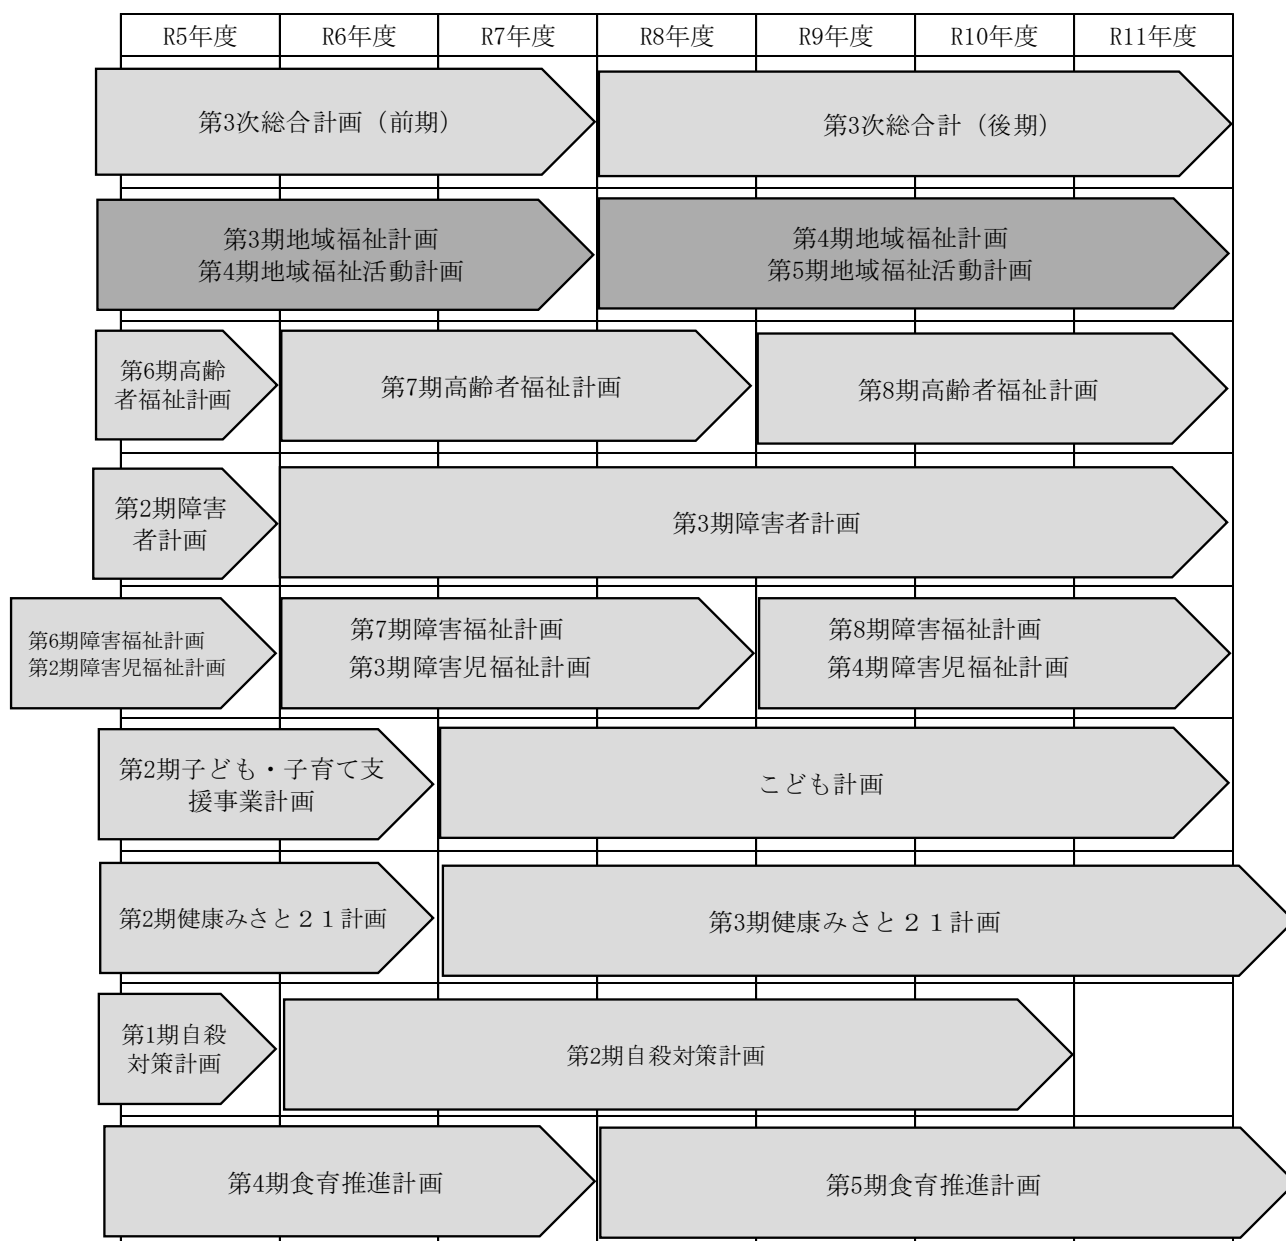 R5年度 R6年度 R7年度 R8年度 R9年度 R10年度 R11年度
第3次総合計画（前期）
第3次総合計（後期）
第3期地域福祉計画
第4期地域福祉活動計画
第4期地域福祉計画
第5期地域福祉活動計画
第6期高齢
者福祉計画
第7期高齢者福祉計画
第8期高齢者福祉計画
第2期障害
者計画
第3期障害者計画
第6期障害福祉計画
第2期障害児福祉計画
第7期障害福祉計画
第3期障害児福祉計画
第8期障害福祉計画
第4期障害児福祉計画
第2期子ども・子育て支
援事業計画
こども計画
第2期健康みさと２１計画
第3期健康みさと２１計画
第1期自殺
対策計画
第2期自殺対策計画
第4期食育推進計画
第5期食育推進計画